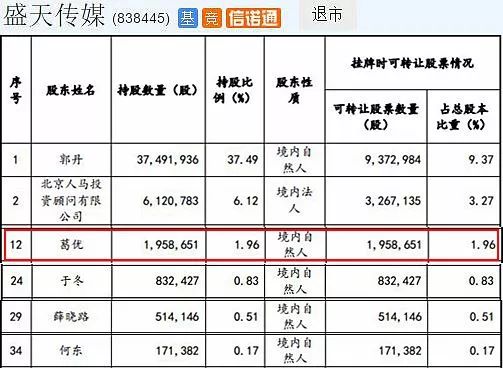 盛天传媒 (838445) 基 竞 信诺通 退市
序号 股东姓名 持股数量（股） 持股比例（%） 股东性质 挂牌时可转让股票情况
可转让股票数量（股） 占总股本比重（%）
1 郭丹 37,491,936 37.49 境内自然人 9,372,984 9.37
2 北京人马投资顾问有限公司 6,120,783 6.12 境内法人 3,267,135 3.27
12 葛优 1,958,651 1.96 境内自然人 1,958,651 1.96
24 于冬 832,427 0.83 境内自然人 832,427 0.83
29 薛晓路 514,146 0.51 境内自然人 514,146 0.51
34 何东 171,382 0.17 境内自然人 171,382 0.17